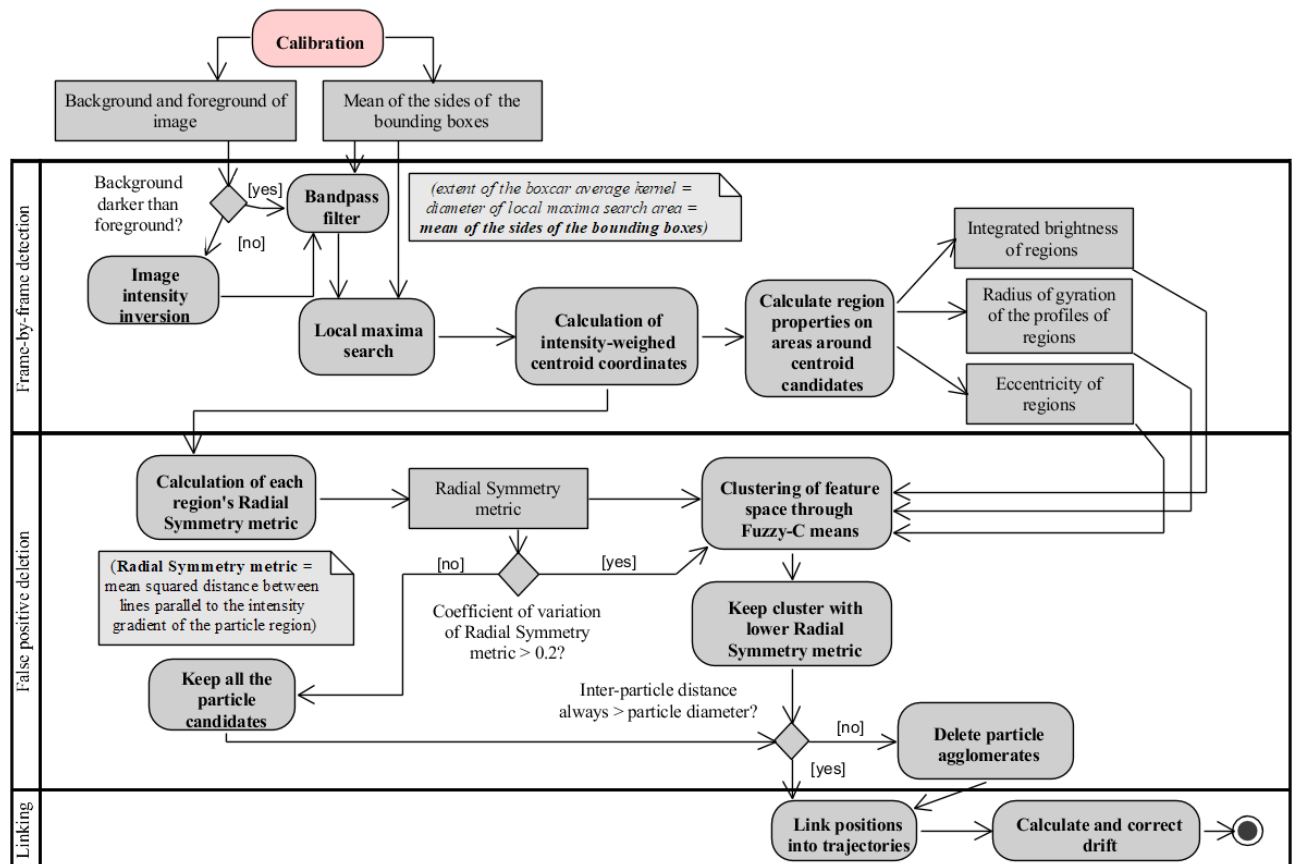 Calibration
Background and foreground of
image
Mean of the sides of the
bounding boxes
Frame-by-frame detection
Background
darker than
foreground?
[yes]
[no]
Bandpass
filter
(extent of the boxcar average kernel =
diameter of local maxima search area =
mean of the sides of the bounding boxes)
Image
intensity
inversion
Local maxima
search
Calculation of
intensity-weighed
centroid coordinates
Calculate region
properties on
areas around
centroid
candidates
Integrated brightness
of regions
Radius of gyration
of the profiles of
regions
Eccentricity of
regions
False positive deletion
Calculation of each
region's Radial
Symmetry metric
Radial Symmetry
metric
Clustering of feature
space through
Fuzzy-C means
(Radial Symmetry metric =
mean squared distance between
lines parallel to the intensity
gradient of the particle region)
[no]
[yes]
Coefficient of variation
of Radial Symmetry
metric > 0.2?
Keep cluster with
lower Radial
Symmetry metric
Keep all the
particle
candidates
Inter-particle distance
always > particle diameter?
[no]
[yes]
Delete particle
agglomerates
Linking
Link positions
into trajectories
Calculate and correct
drift